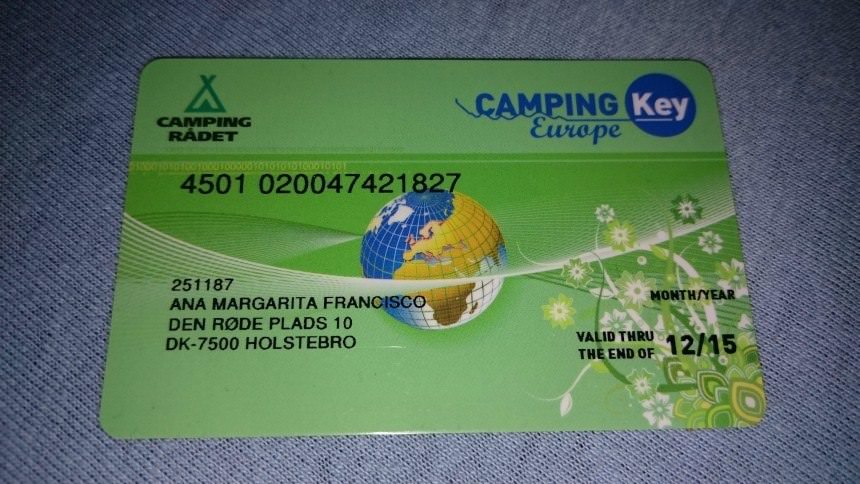 CAMPING
RÅDET
CAMPING Key
Europe
4501 020047421827
251187
ANA MARGARITA FRANCISCO
DEN RØDE PLADS 10
DK-7500 HOLSTEBRO
MONTH/YEAR
VALID THRU
THE END OF 12/15